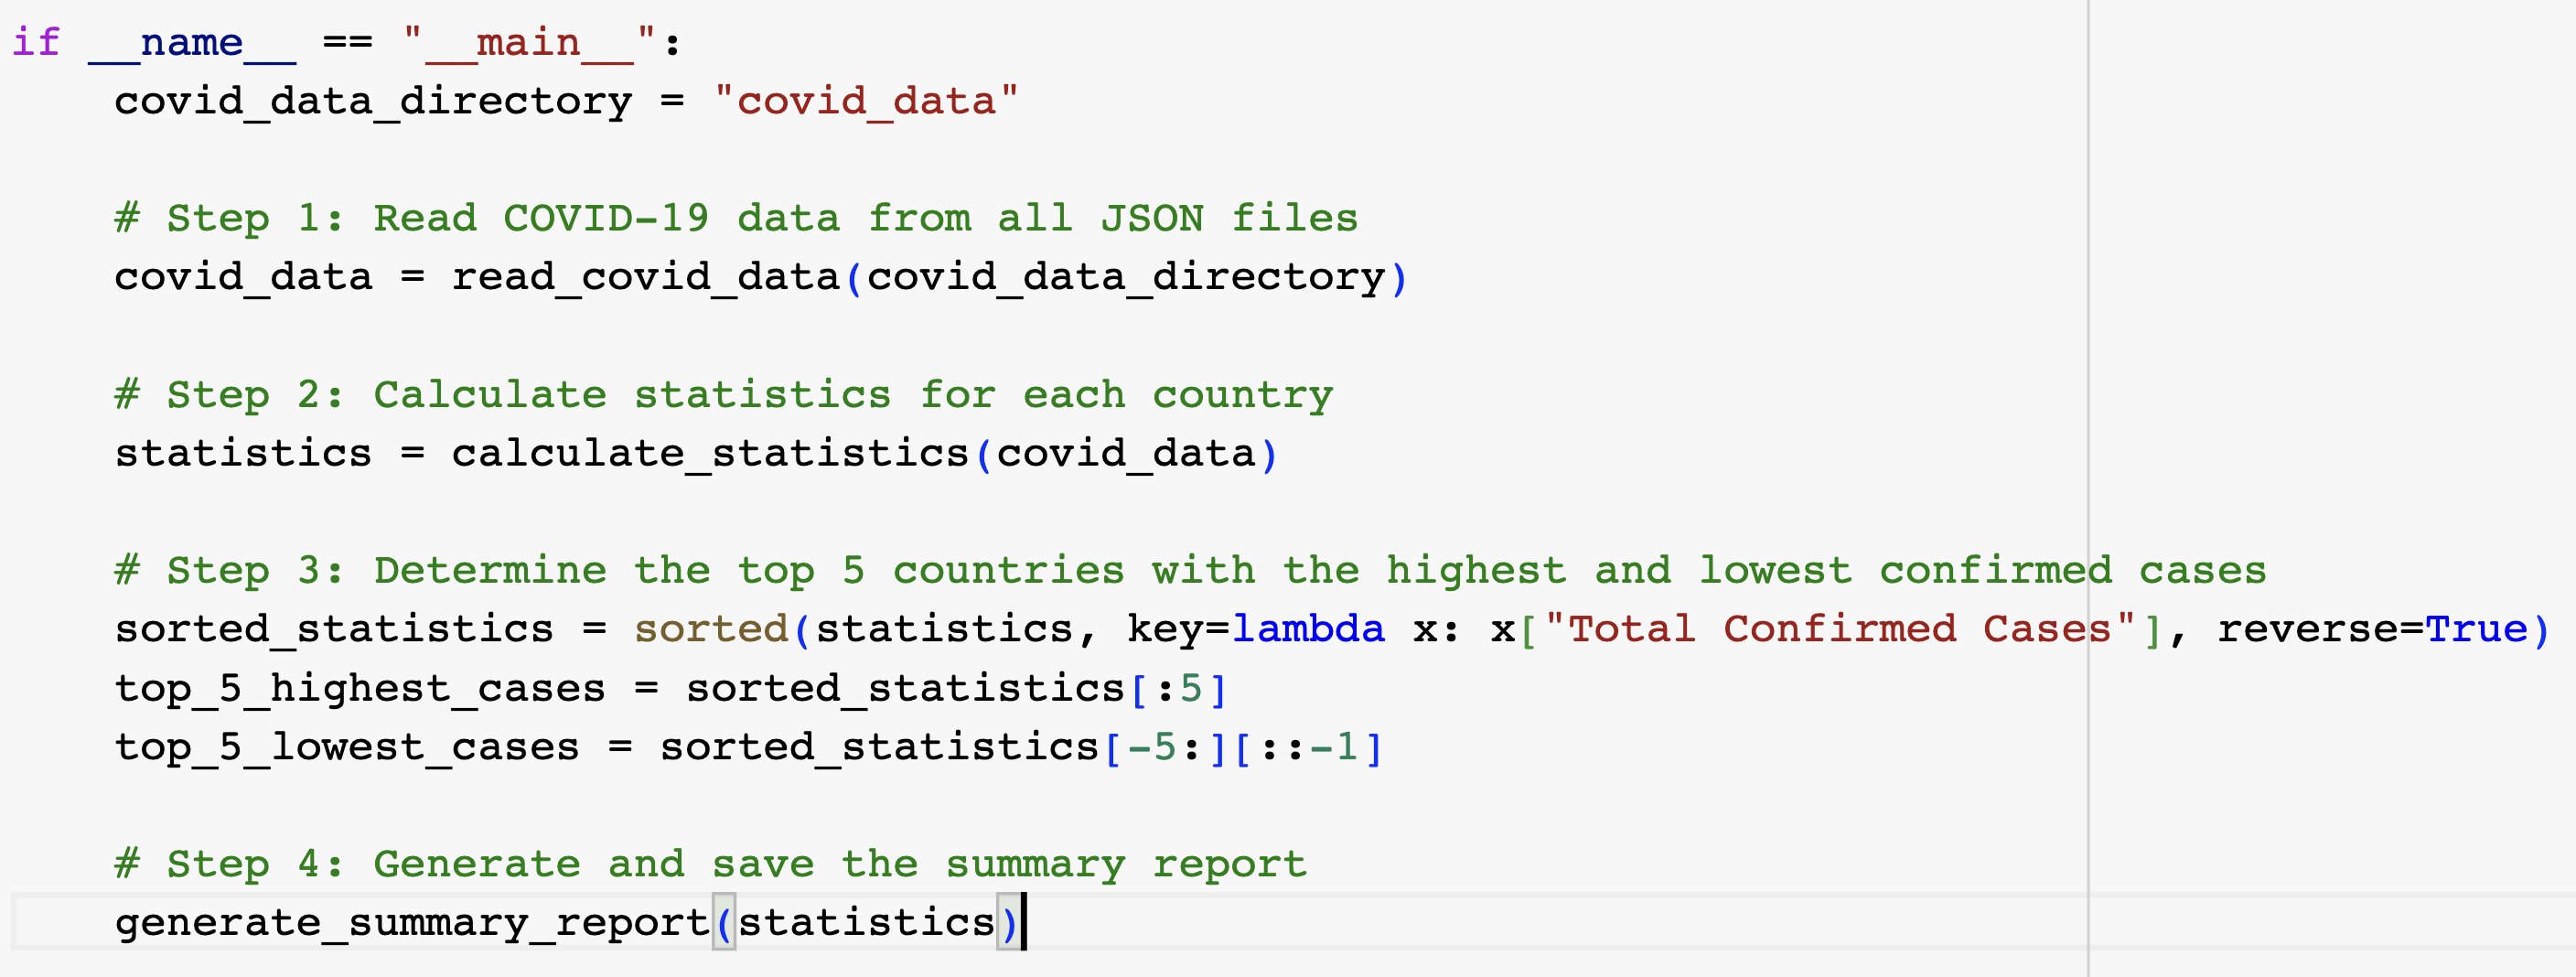 if __name__ == "__main__":
    covid_data_directory = "covid_data"

    # Step 1: Read COVID-19 data from all JSON files
    covid_data = read_covid_data(covid_data_directory)

    # Step 2: Calculate statistics for each country
    statistics = calculate_statistics(covid_data)

    # Step 3: Determine the top 5 countries with the highest and lowest confirmed cases
    sorted_statistics = sorted(statistics, key=lambda x: x["Total Confirmed Cases"], reverse=True)
    top_5_highest_cases = sorted_statistics[:5]
    top_5_lowest_cases = sorted_statistics[-5:][::-1]

    # Step 4: Generate and save the summary report
    generate_summary_report(statistics)